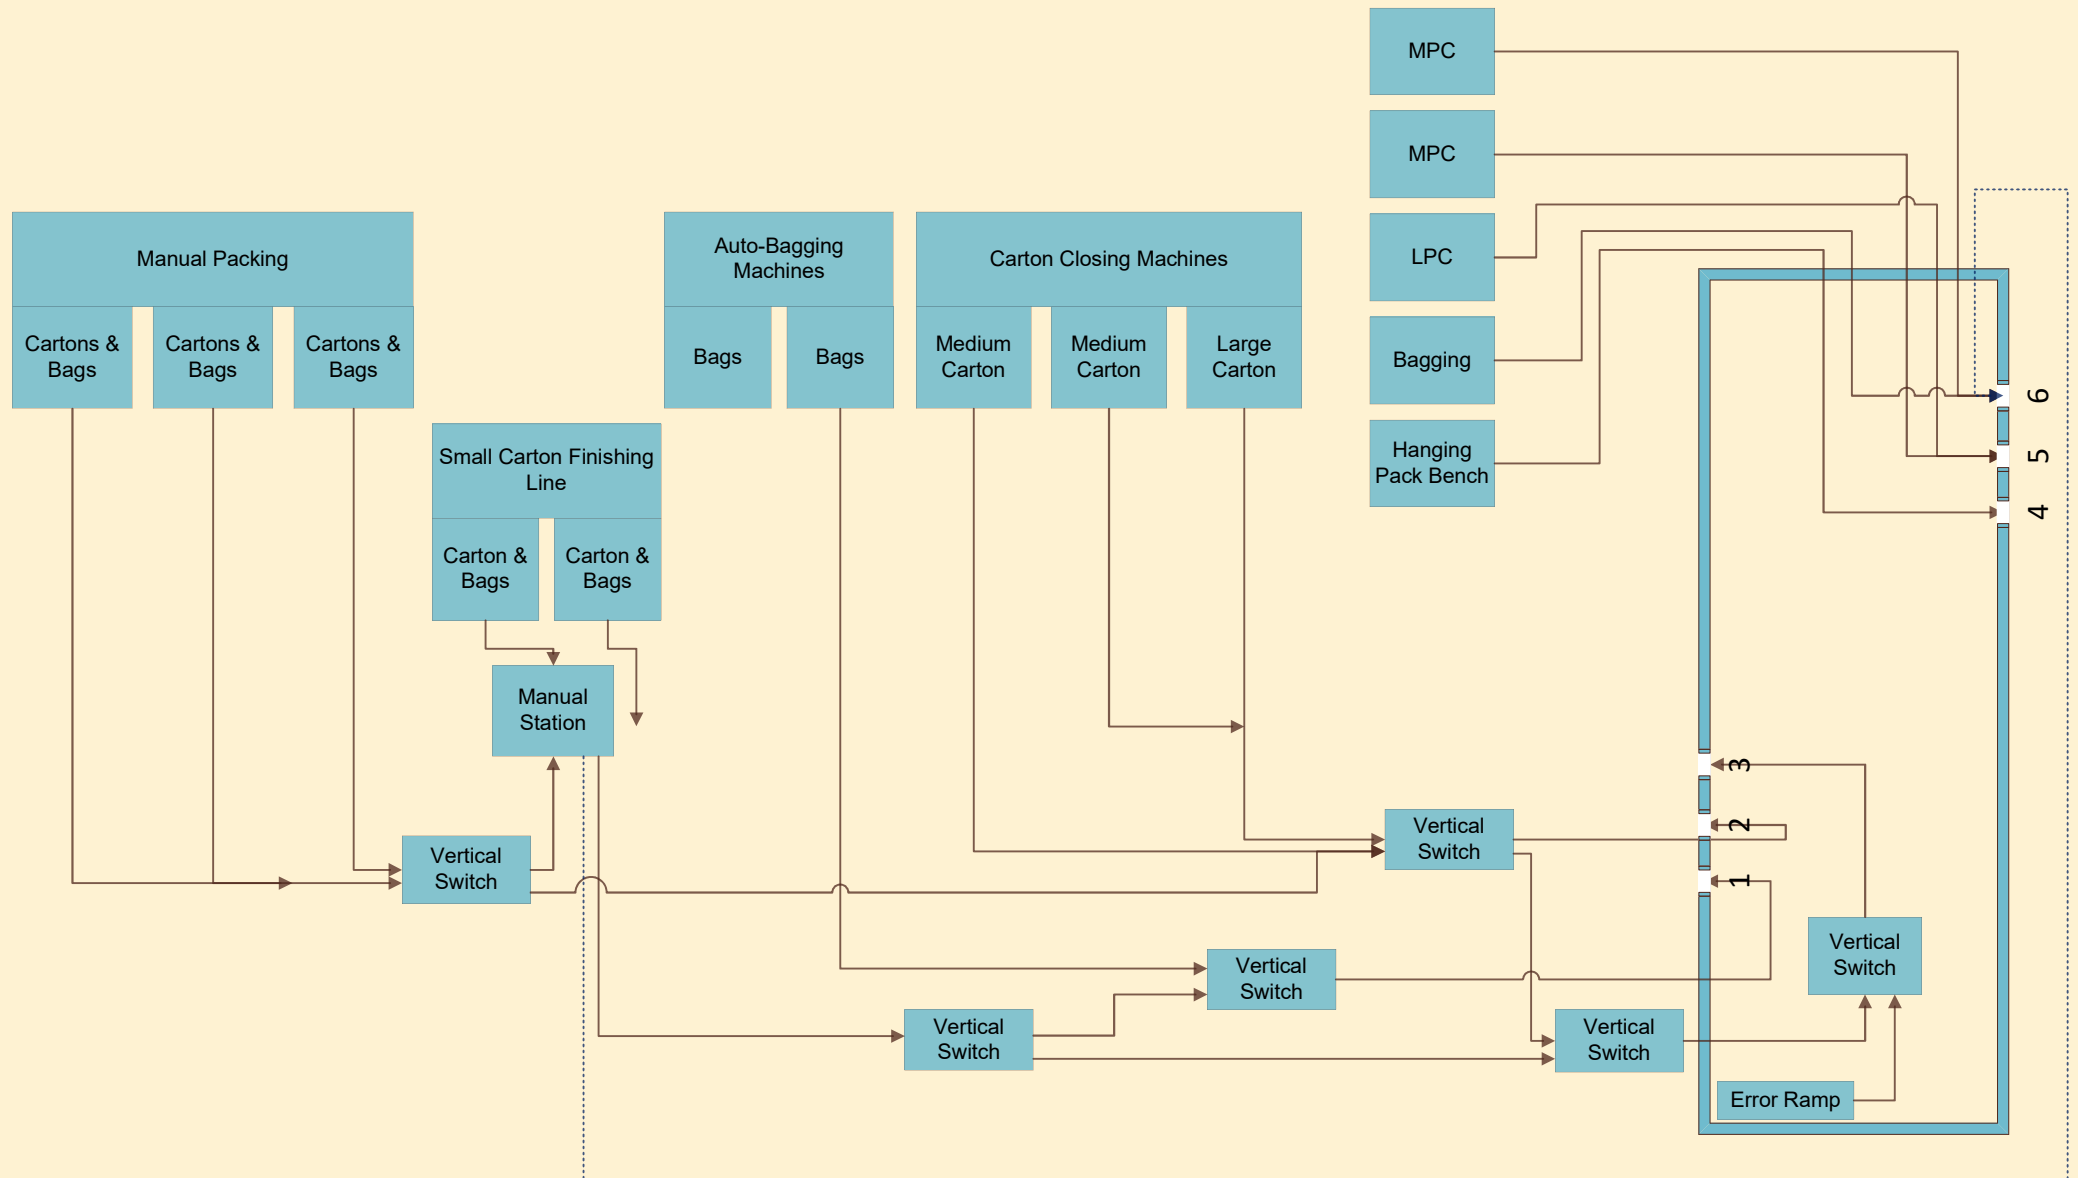 MPC
MPC
LPC
Bagging
Hanging
Pack Bench
Manual Packing
Cartons &
Bags
Cartons &
Bags
Cartons &
Bags
Small Carton Finishing
Line
Carton &
Bags
Carton &
Bags
Manual
Station
Auto-Bagging
Machines
Bags
Bags
Carton Closing Machines
Medium
Carton
Medium
Carton
Large
Carton
6
5
4
3
2
1
Vertical
Switch
Vertical
Switch
Vertical
Switch
Vertical
Switch
Vertical
Switch
Vertical
Switch
Error Ramp